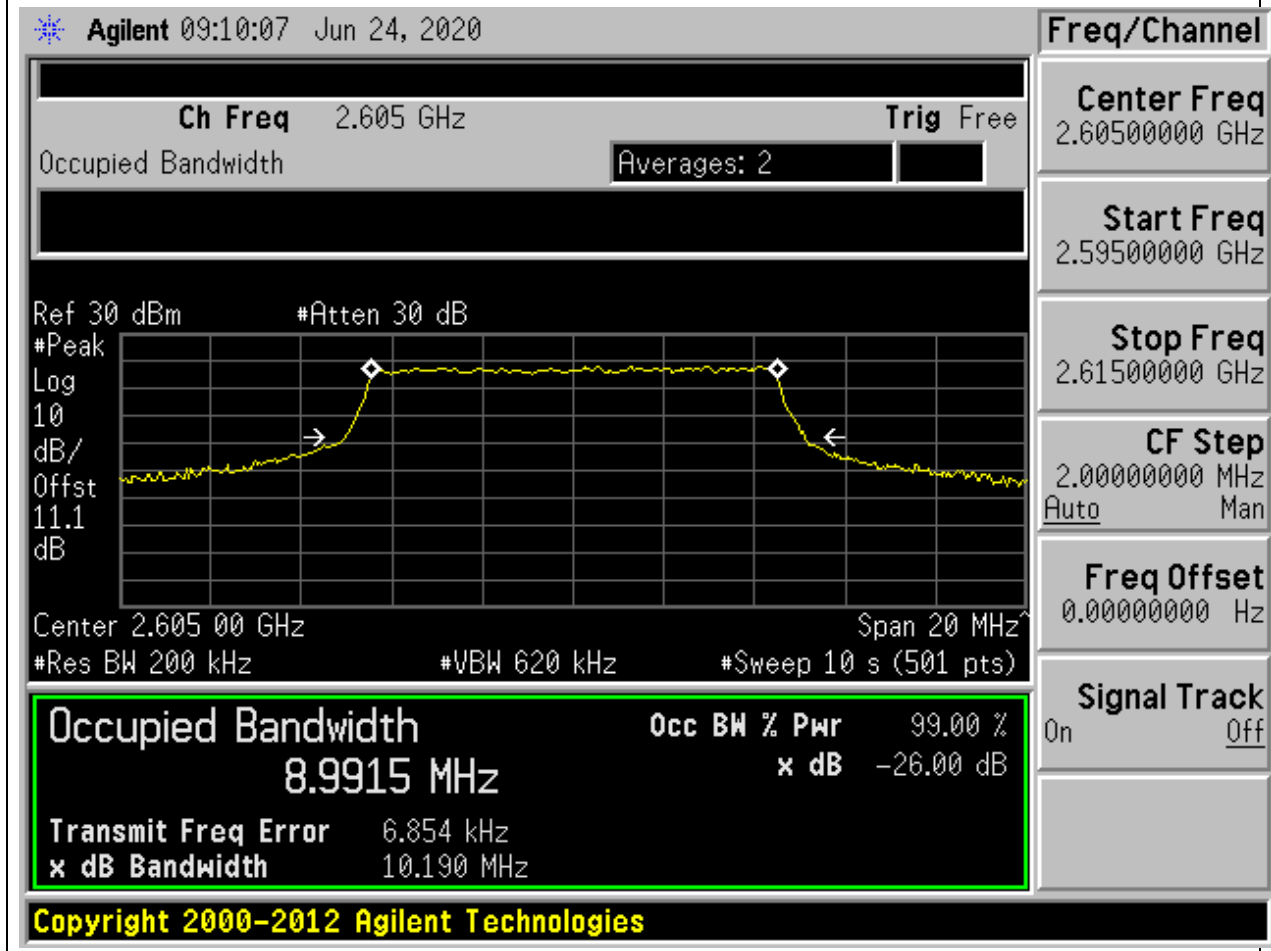 Agilent 09:10:07 Jun 24, 2020
Ch Freq 2.605 GHz Trig Free
Occupied Bandwidth Averages: 2
Ref 30 dBm #Atten 30 dB
#Peak
Log
10
dB/
Offst
11.1
dB
Center 2.605 00 GHz Span 20 MHz^
#Res BW 200 kHz #VBW 620 kHz #Sweep 10 s (501 pts)
Occupied Bandwidth
8.9915 MHz
Occ BW % Pwr 99.00 %
x dB -26.00 dB
Transmit Freq Error 6.854 kHz
x dB Bandwidth 10.190 MHz
Copyright 2000-2012 Agilent Technologies
Freq/Channel
Center Freq
2.60500000 GHz
Start Freq
2.59500000 GHz
Stop Freq
2.61500000 GHz
CF Step
2.00000000 MHz
Auto Man
Freq Offset
0.00000000 Hz
Signal Track
On Off